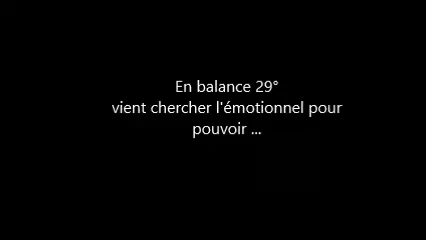 En balance 29°
vient chercher l'émotionnel pour
pouvoir ...